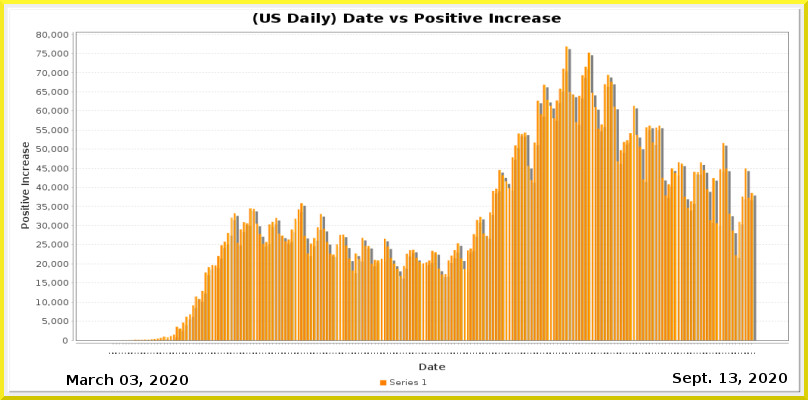 (US Daily) Date vs Positive Increase
80,000
75,000
70,000
65,000
60,000
55,000
50,000
45,000
40,000
35,000
30,000
25,000
20,000
15,000
10,000
5,000
0
Positive Increase
Date
March 03, 2020
Sept. 13, 2020
Series 1